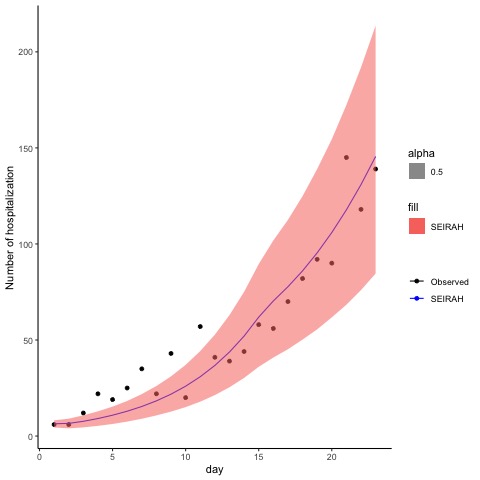 200
150
100
50
0
Number of hospitalization
0 5 10 15 20
day
alpha
0.5
fill
SEIRAH
Observed
SEIRAH